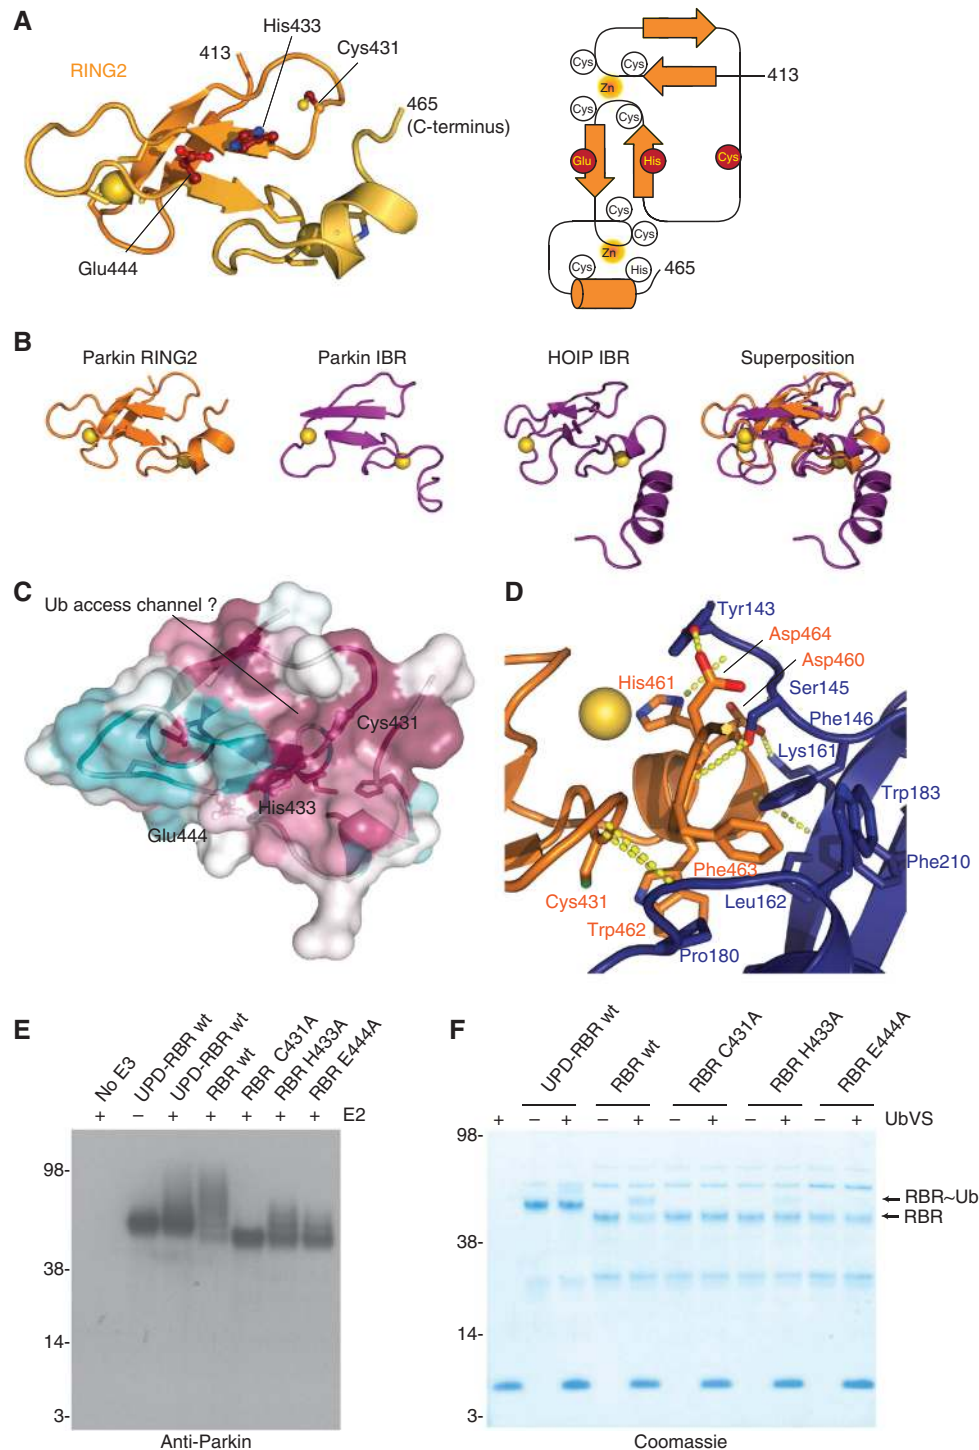 A
RING2
413
His433
Cys431
465
(C-terminus)
Glu444
Cys
Cys
Zn
413
Cys
Cys
Glu
His
Cys
Cys
Cys
Zn
Cys
His
465
B
Parkin RING2
Parkin IBR
HOIP IBR
Superposition
C
Ub access channel ?
Cys431
His433
Glu444
D
Tyr143
Asp464
Asp460
His461
Ser145
Phe146
Lys161
Trp183
Phe210
Phe463
Cys431
Leu162
Trp462
Pro180
E
No E3
UPD-RBR wt
UPD-RBR wt
RBR wt
RBR C431A
RBR H433A
RBR E444A
+ − + + + + + E2
98-
38-
14-
3-
Anti-Parkin
F
UPD-RBR wt
RBR wt
RBR C431A
RBR H433A
RBR E444A
+ − + − + − + − + − + UbVS
98-
RBR~Ub
RBR
38-
14-
3-
Coomassie